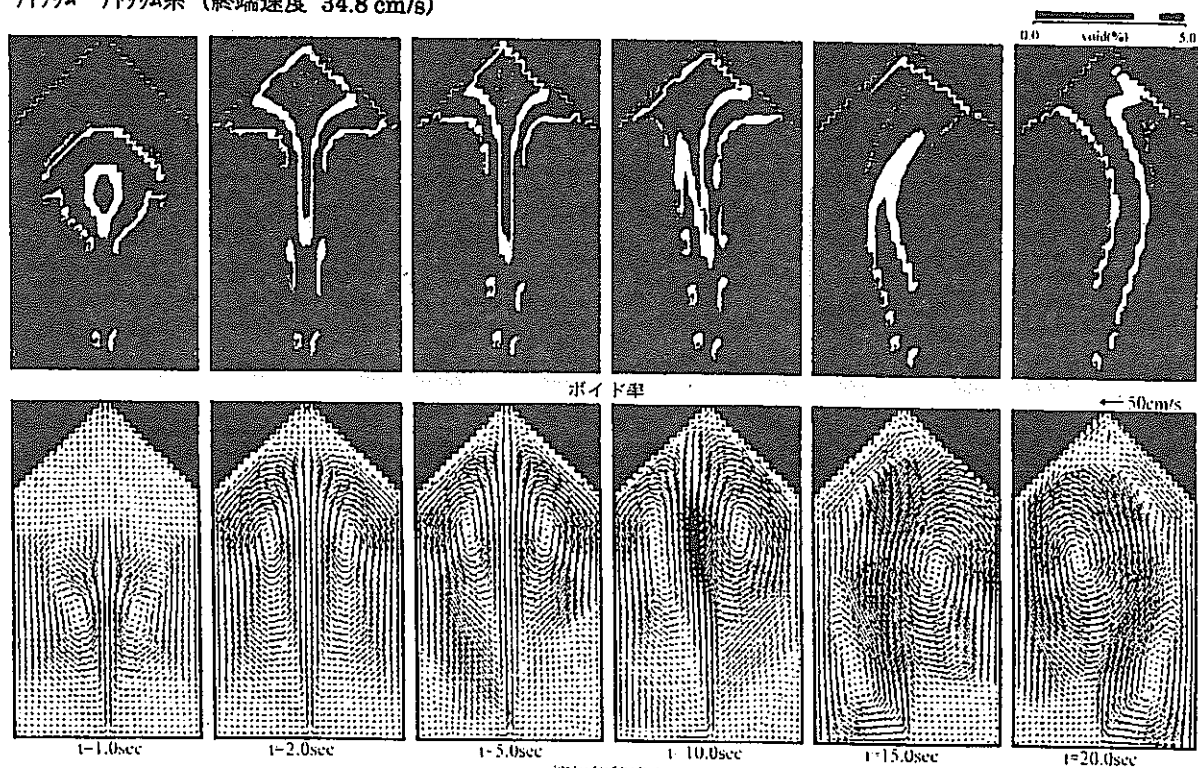 系 (終端速度 34.8 cm/s)
0.0 void(%) 5.0
ボイド率
50cm/s
t=1.0sec t=2.0sec t=5.0sec t=10.0sec t=15.0sec t=20.0sec